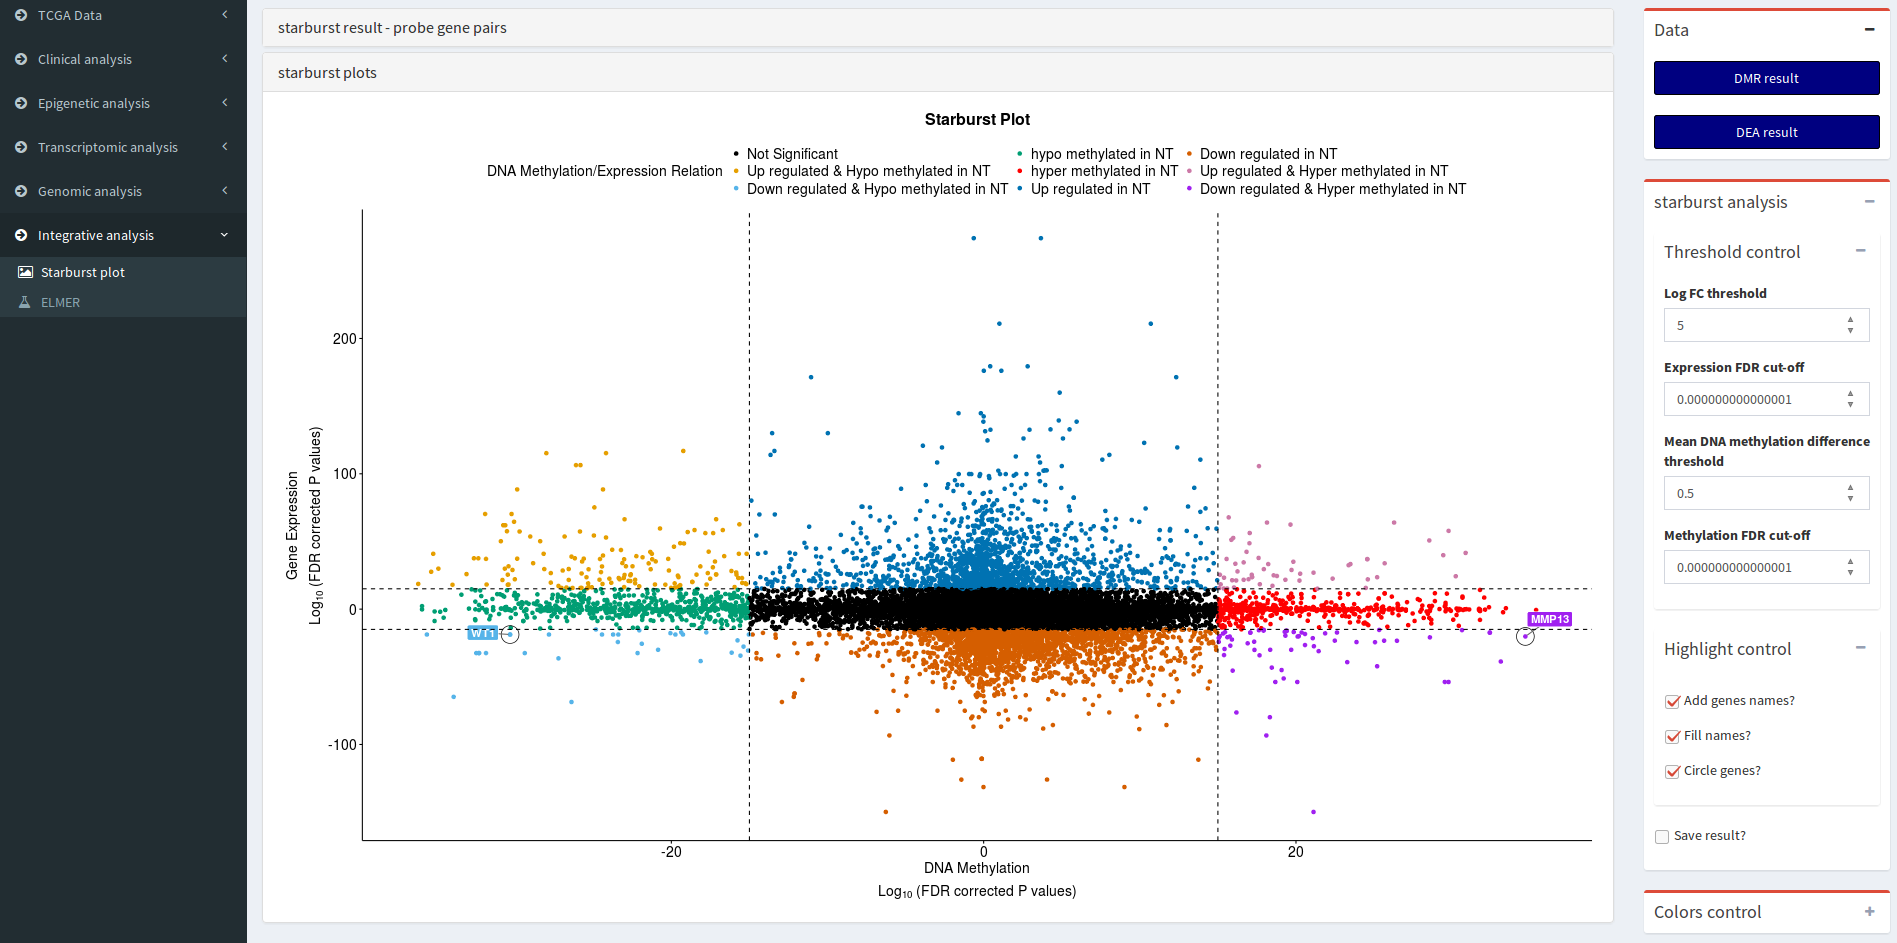 TCGA Data
Clinical analysis
Epigenetic analysis
Transcriptomic analysis
Genomic analysis
Integrative analysis
Starburst plot
ELMER
starburst result - probe gene pairs
starburst plots
Starburst Plot
DNA Methylation/Expression Relation
Not Significant
Up regulated & Hypo methylated in NT
Down regulated & Hypo methylated in NT
hypo methylated in NT
hyper methylated in NT
Up regulated in NT
Down regulated in NT
Up regulated & Hyper methylated in NT
Down regulated & Hyper methylated in NT
Gene Expression
Log₁₀ (FDR corrected P values)
200
100
0
-100
WT1
MMP13
-20
0
20
DNA Methylation
Log₁₀ (FDR corrected P values)
Data
DMR result
DEA result
starburst analysis
Threshold control
Log FC threshold
5
Expression FDR cut-off
0.000000000000001
Mean DNA methylation difference
threshold
0.5
Methylation FDR cut-off
0.000000000000001
Highlight control
Add genes names?
Fill names?
Circle genes?
Save result?
Colors control